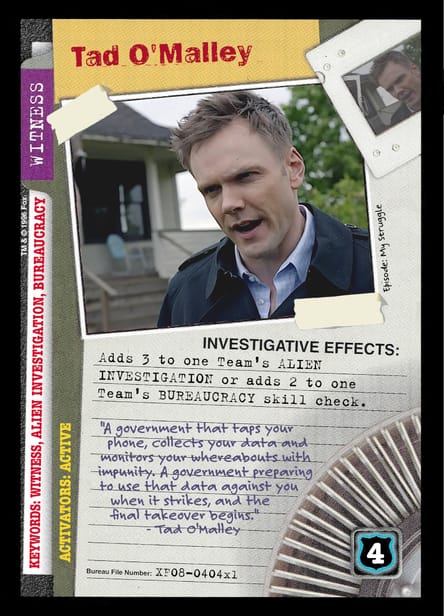 Tad O'Malley
WITNESS
TM & © 1996 Fox
KEYWORDS: WITNESS, ALIEN INVESTIGATION, BUREAUCRACY
ACTIVATORS: ACTIVE
Episode: My Struggle
INVESTIGATIVE EFFECTS:
Adds 3 to one Team's ALIEN
INVESTIGATION or adds 2 to one
Team's BUREAUCRACY skill check.
"A government that taps your
phone, collects your data and
monitors your whereabouts with
impunity. A government preparing
to use that data against you
when it strikes, and the
final takeover begins."
- Tad O'Malley
Bureau File Number: XF08-0404x1
4